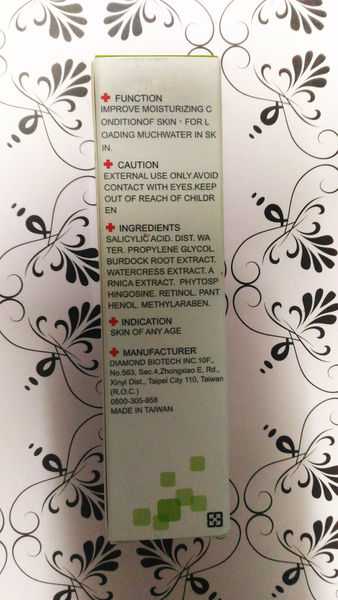 FUNCTION
IMPROVE MOISTURIZING C
ONDITIONOF SKIN，FOR L
OADING MUCHWATER IN SK
IN.
CAUTION
EXTERNAL USE ONLY.AVOID
CONTACT WITH EYES.KEEP
OUT OF REACH OF CHILDR
EN
INGREDIENTS
SALICYLIC ACID. DIST. WA
TER. PROPYLENE GLYCOL.
BURDOCK ROOT EXTRACT.
WATERCRESS EXTRACT. A
RNICA EXTRACT. PHYTOSP
HINGOSINE. RETINOL. PANT
HENOL. METHYLARABEN.
INDICATION
SKIN OF ANY AGE
MANUFACTURER
DIAMOND BIOTECH INC.10F.,
No.563, Sec.4,Zhongxiao E. Rd.,
Xinyi Dist., Taipei City 110, Taiwan
(R.O.C.)
0800-305-858
MADE IN TAIWAN